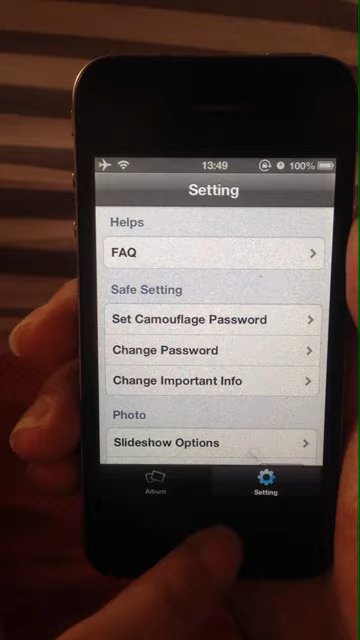 13:49 100%
Setting
Helps
FAQ
Safe Setting
Set Camouflage Password
Change Password
Change Important Info
Photo
Slideshow Options
Album Setting